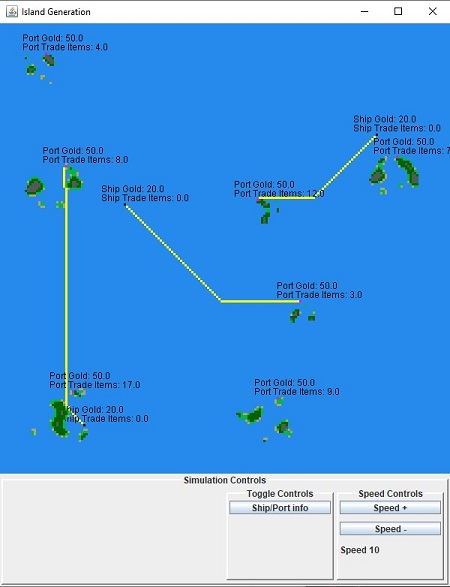 Island Generation
Port Gold: 50.0
Port Trade Items: 4.0
Ship Gold: 20.0
Ship Trade Items: 0.0
Port Gold: 50.0
Port Trade Items: 7
Port Gold: 50.0
Port Trade Items: 8.0
Ship Gold: 20.0
Ship Trade Items: 0.0
Port Gold: 50.0
Port Trade Items: 12.0
Port Gold: 50.0
Port Trade Items: 3.0
Port Gold: 50.0
Port Trade Items: 17.0
Port Gold: 50.0
Port Trade Items: 9.0
Ship Gold: 20.0
Ship Trade Items: 0.0
Simulation Controls
Toggle Controls
Ship/Port info
Speed Controls
Speed +
Speed -
Speed 10